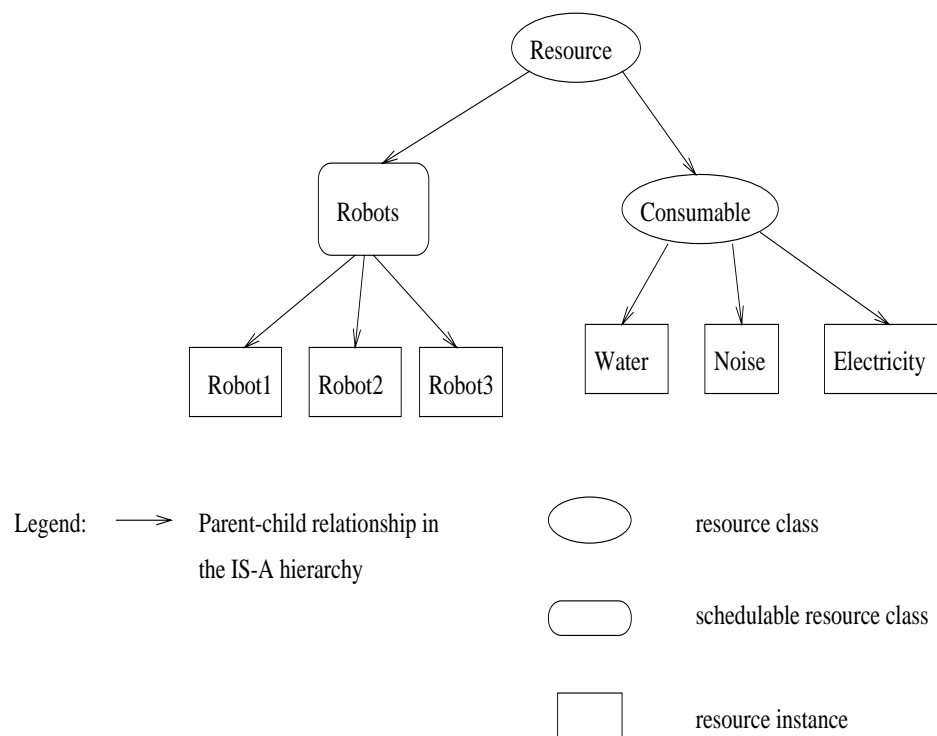 Resource
Robots
Consumable
Robot1
Robot2
Robot3
Water
Noise
Electricity
Legend:
Parent-child relationship in
the IS-A hierarchy
resource class
schedulable resource class
resource instance